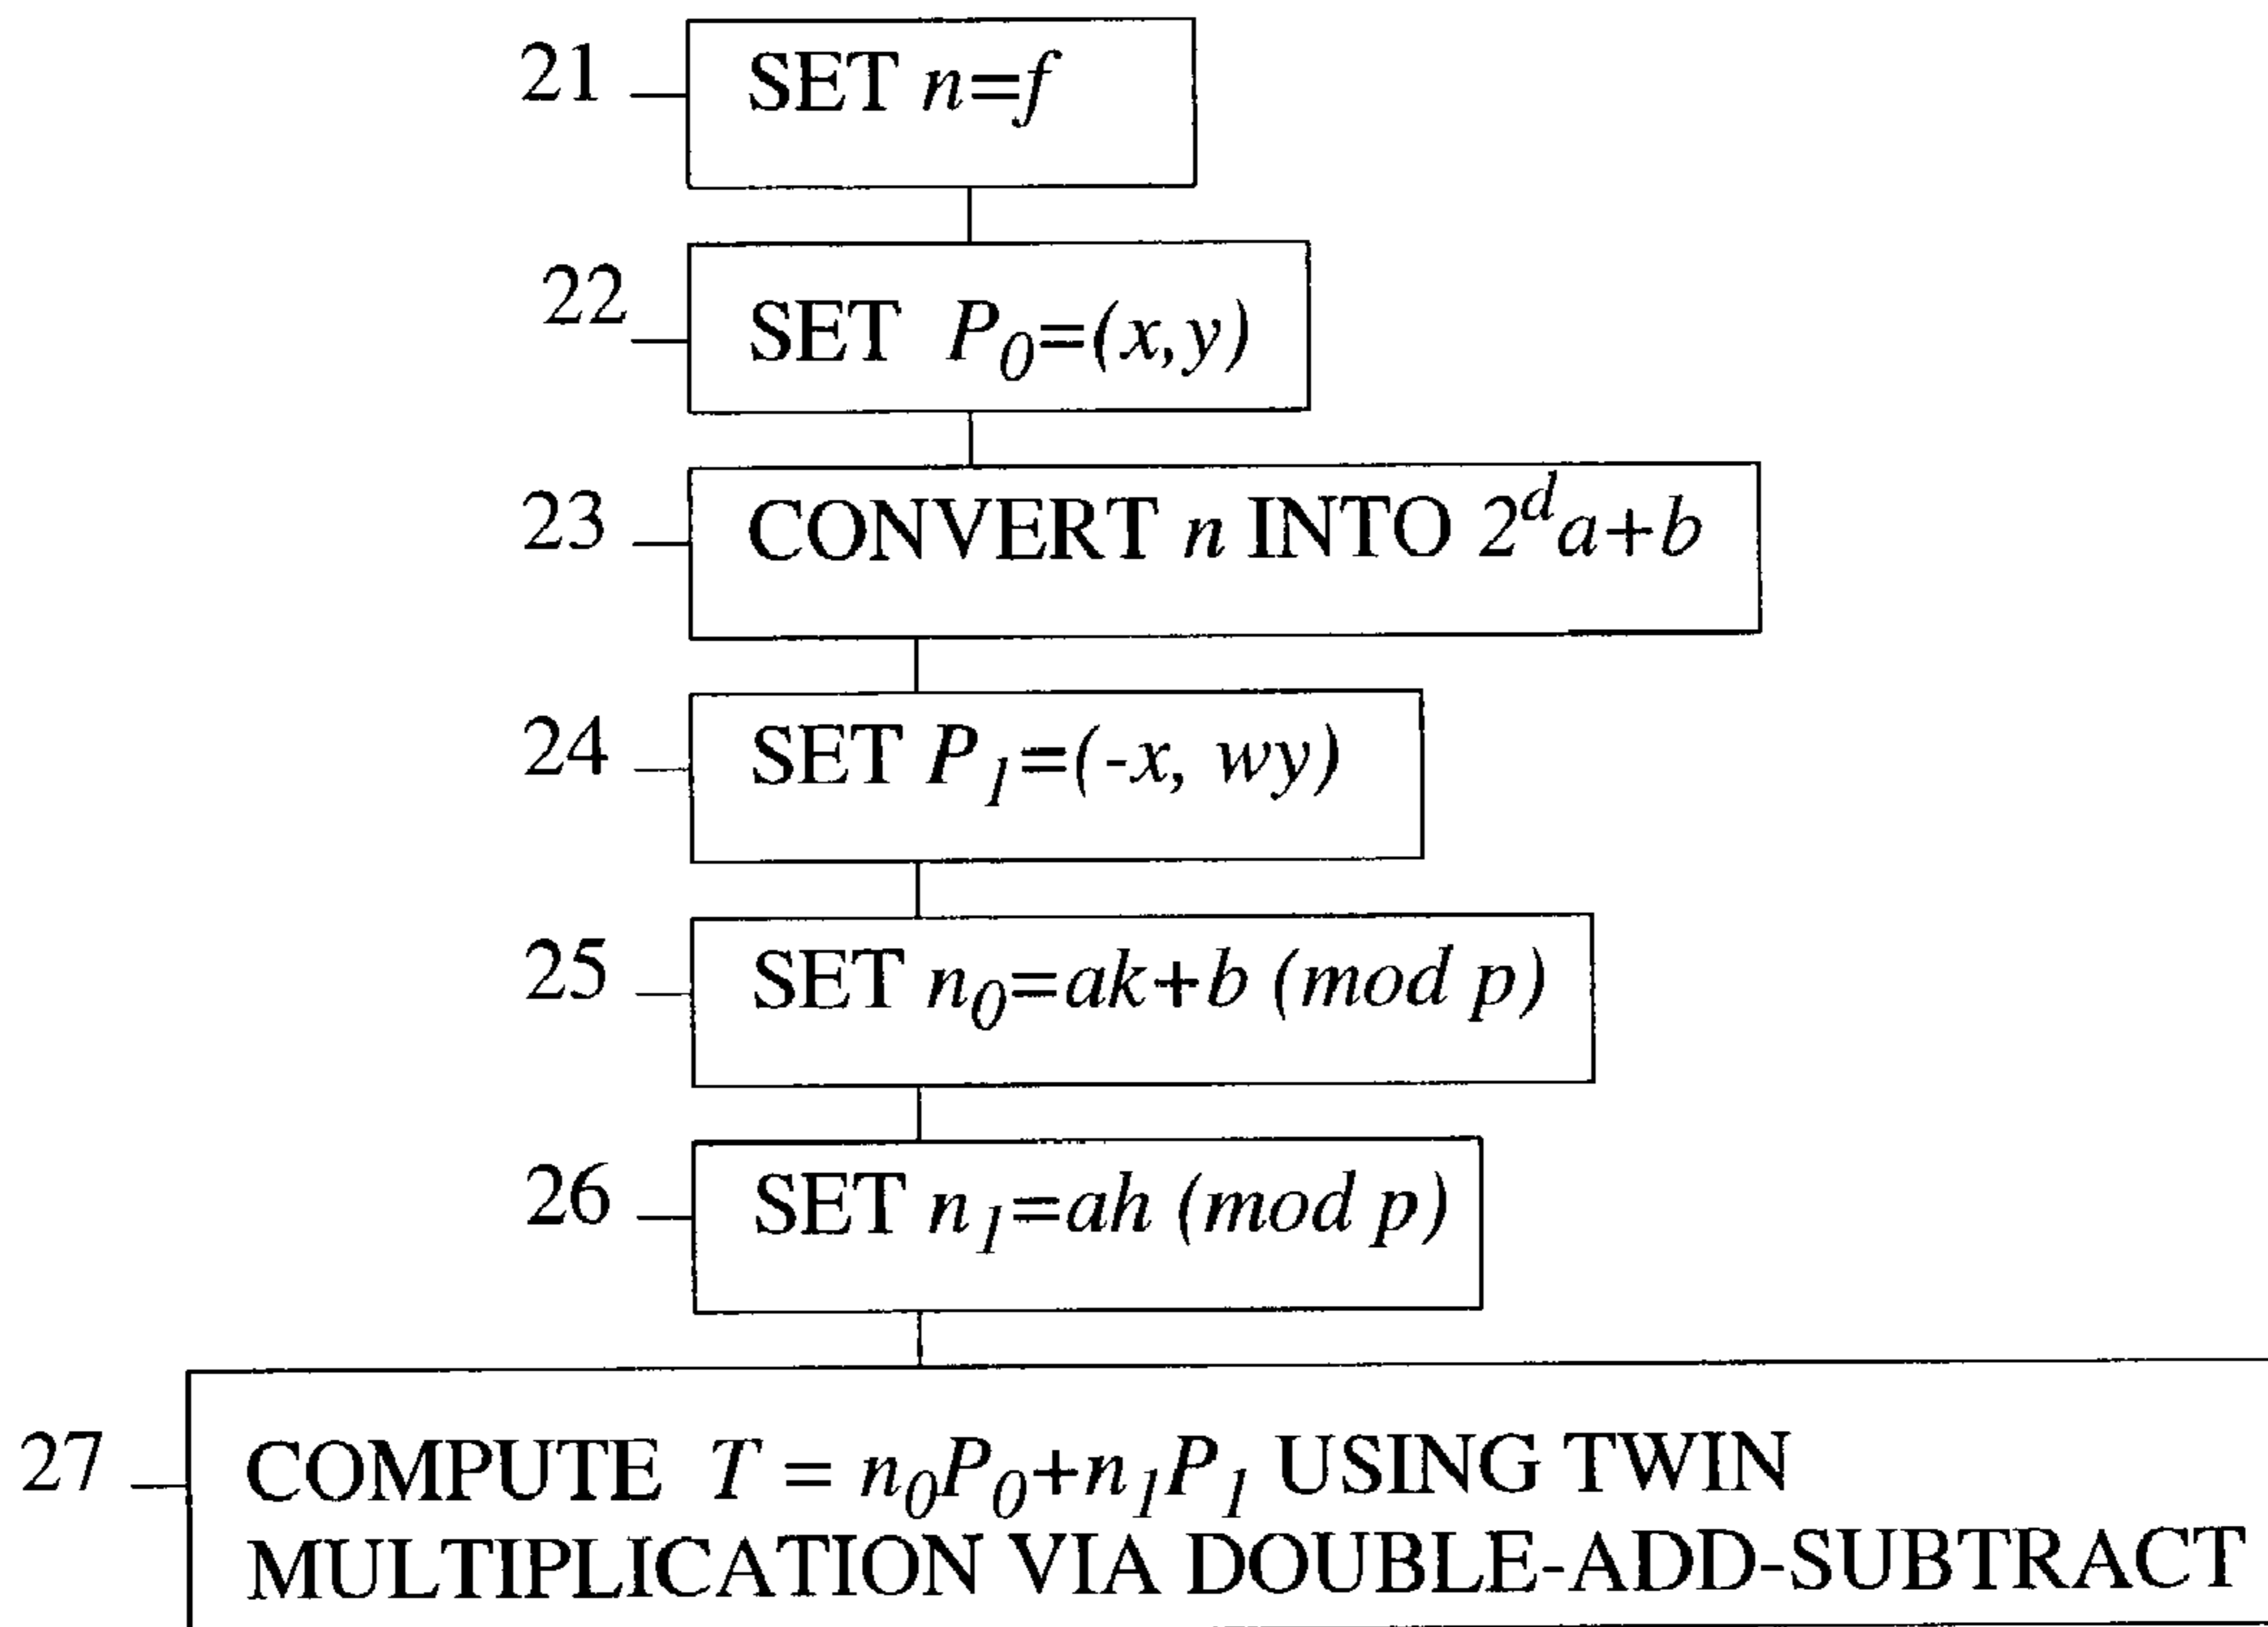 21 SET n=f
22 SET P₀=(x,y)
23 CONVERT n INTO 2ᵈa+b
24 SET P₁=(-x, wy)
25 SET n₀=ak+b (mod p)
26 SET n₁=ah (mod p)
27 COMPUTE T = n₀P₀+n₁P₁ USING TWIN
MULTIPLICATION VIA DOUBLE-ADD-SUBTRACT